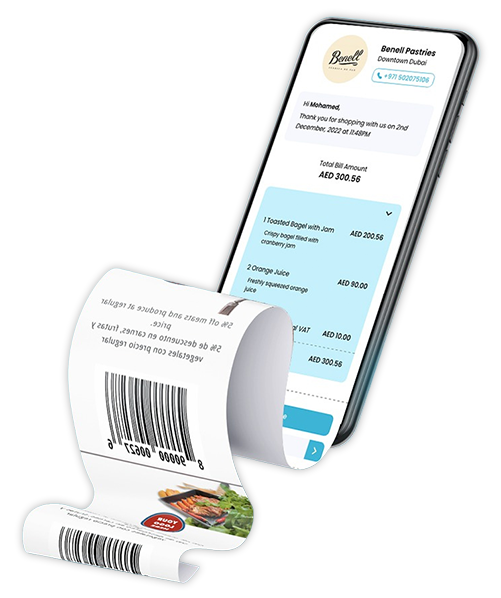 Benell
Benell Pastries
Downtown Dubai
+971 502075106
Hi Mohamed,
Thank you for shopping with us on 2nd
December, 2022 at 11:48PM
Total Bill Amount
AED 300.56
1 Toasted Bagel with Jam AED 200.56
Crispy bagel filled with
cranberry jam
2 Orange Juice AED 90.00
Freshly squeezed orange
juice
VAT AED 10.00
AED 300.56
5% off meats and produce at regular
price.
5% de descuento en carnes, frutas y
vegetales con precio regular
8 90000 00627 6
YOUR
LOGO